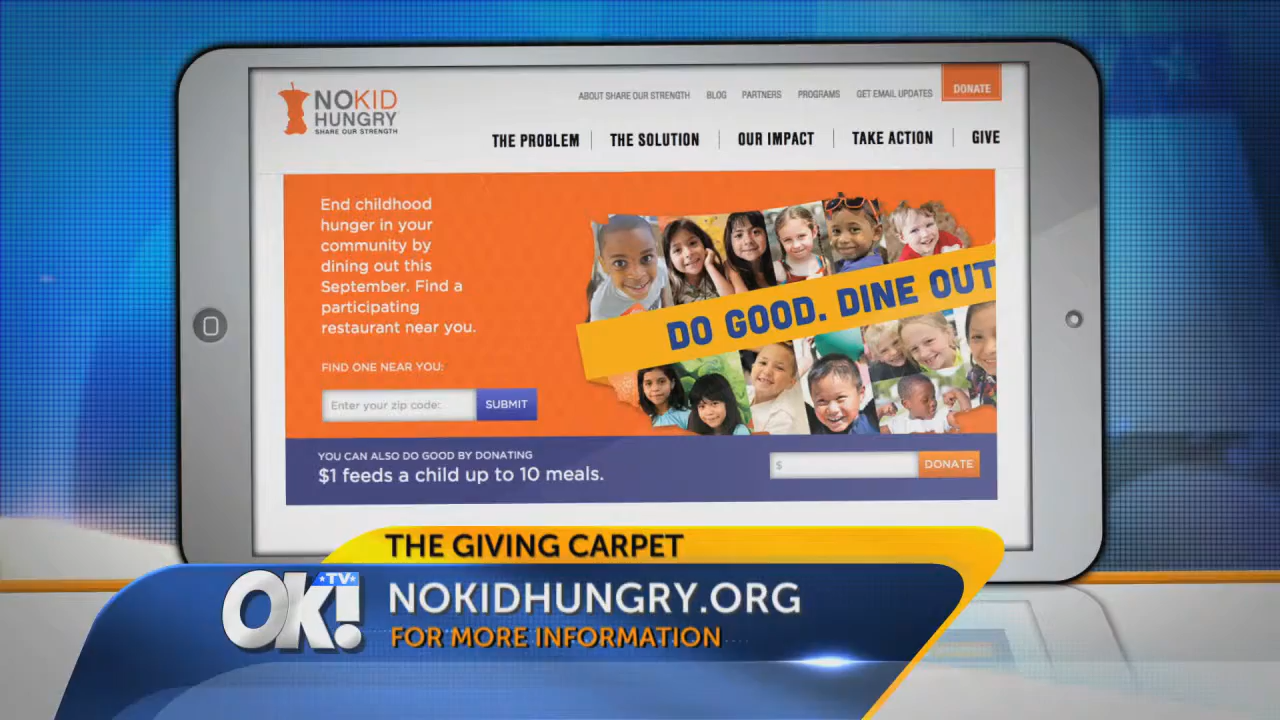 NOKID
HUNGRY
SHARE OUR STRENGTH
ABOUT SHARE OUR STRENGTH BLOG PARTNERS PROGRAMS GET EMAIL UPDATES DONATE
THE PROBLEM THE SOLUTION OUR IMPACT TAKE ACTION GIVE
End childhood
hunger in your
community by
dining out this
September. Find a
participating
restaurant near you.
FIND ONE NEAR YOU:
Enter your zip code: SUBMIT
DO GOOD. DINE OUT
YOU CAN ALSO DO GOOD BY DONATING
$1 feeds a child up to 10 meals.
$ DONATE
THE GIVING CARPET
OK! TV
NOKIDHUNGRY.ORG
FOR MORE INFORMATION